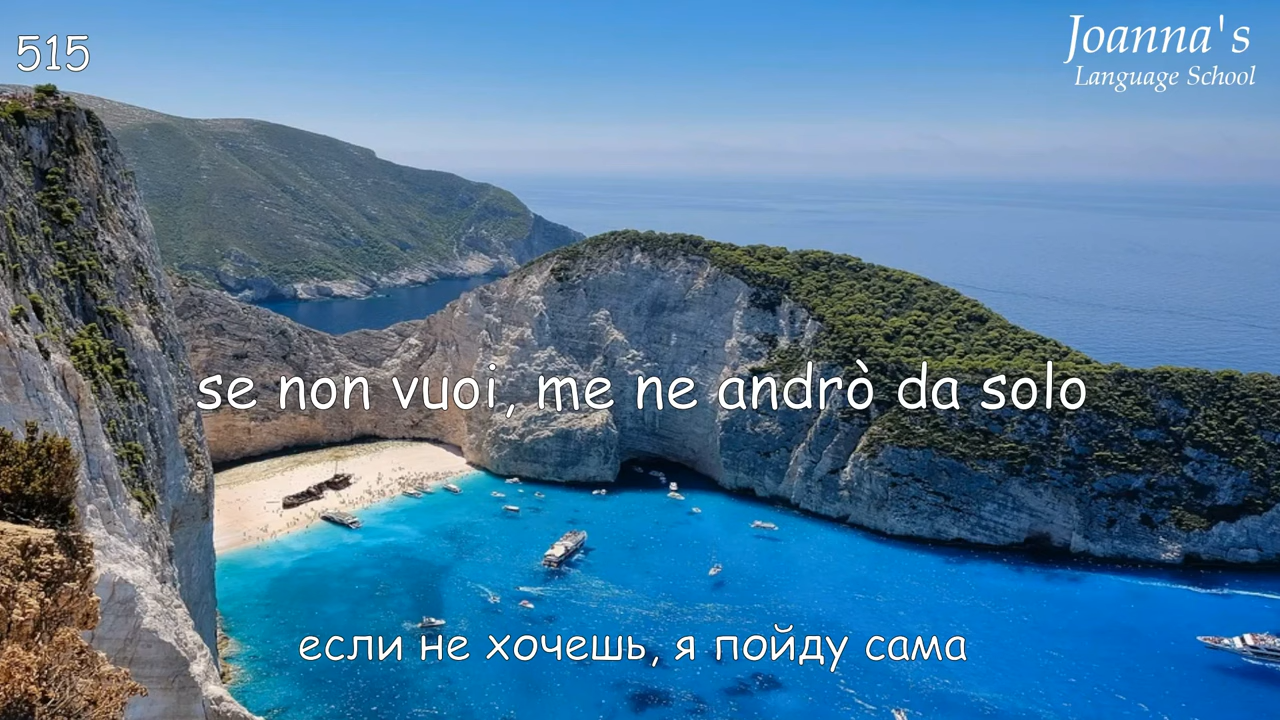 515
Joanna's
Language School
se non vuoi, me ne andrò da solo
если не хочешь, я пойду сама